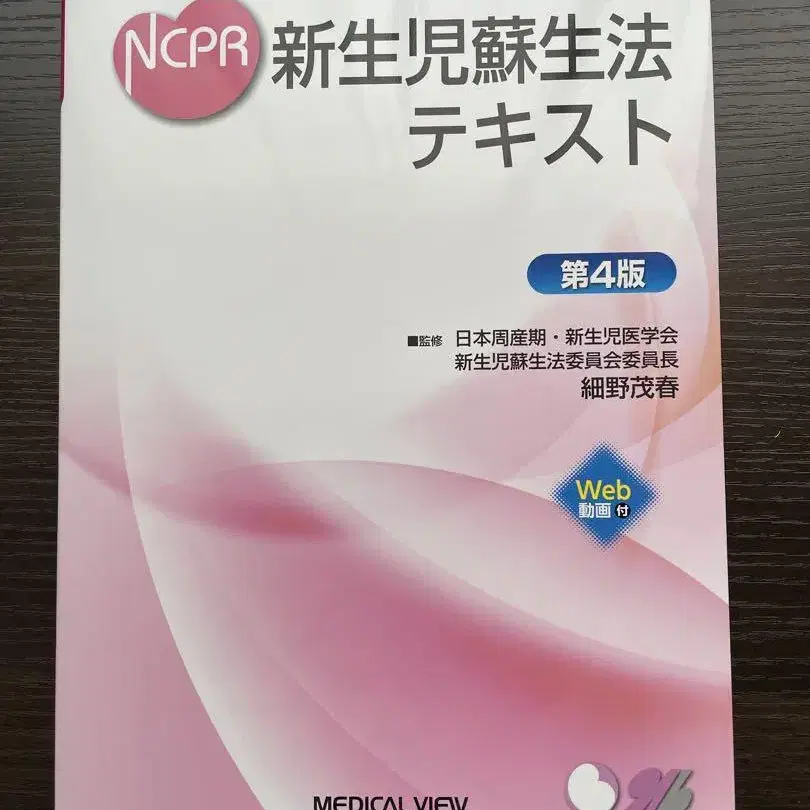 NCPR
新生児蘇生法
テキスト
第4版
■監修 日本周産期・新生児医学会
新生児蘇生法委員会委員長
細野茂春
Web
動画付
MEDICAL VIEW